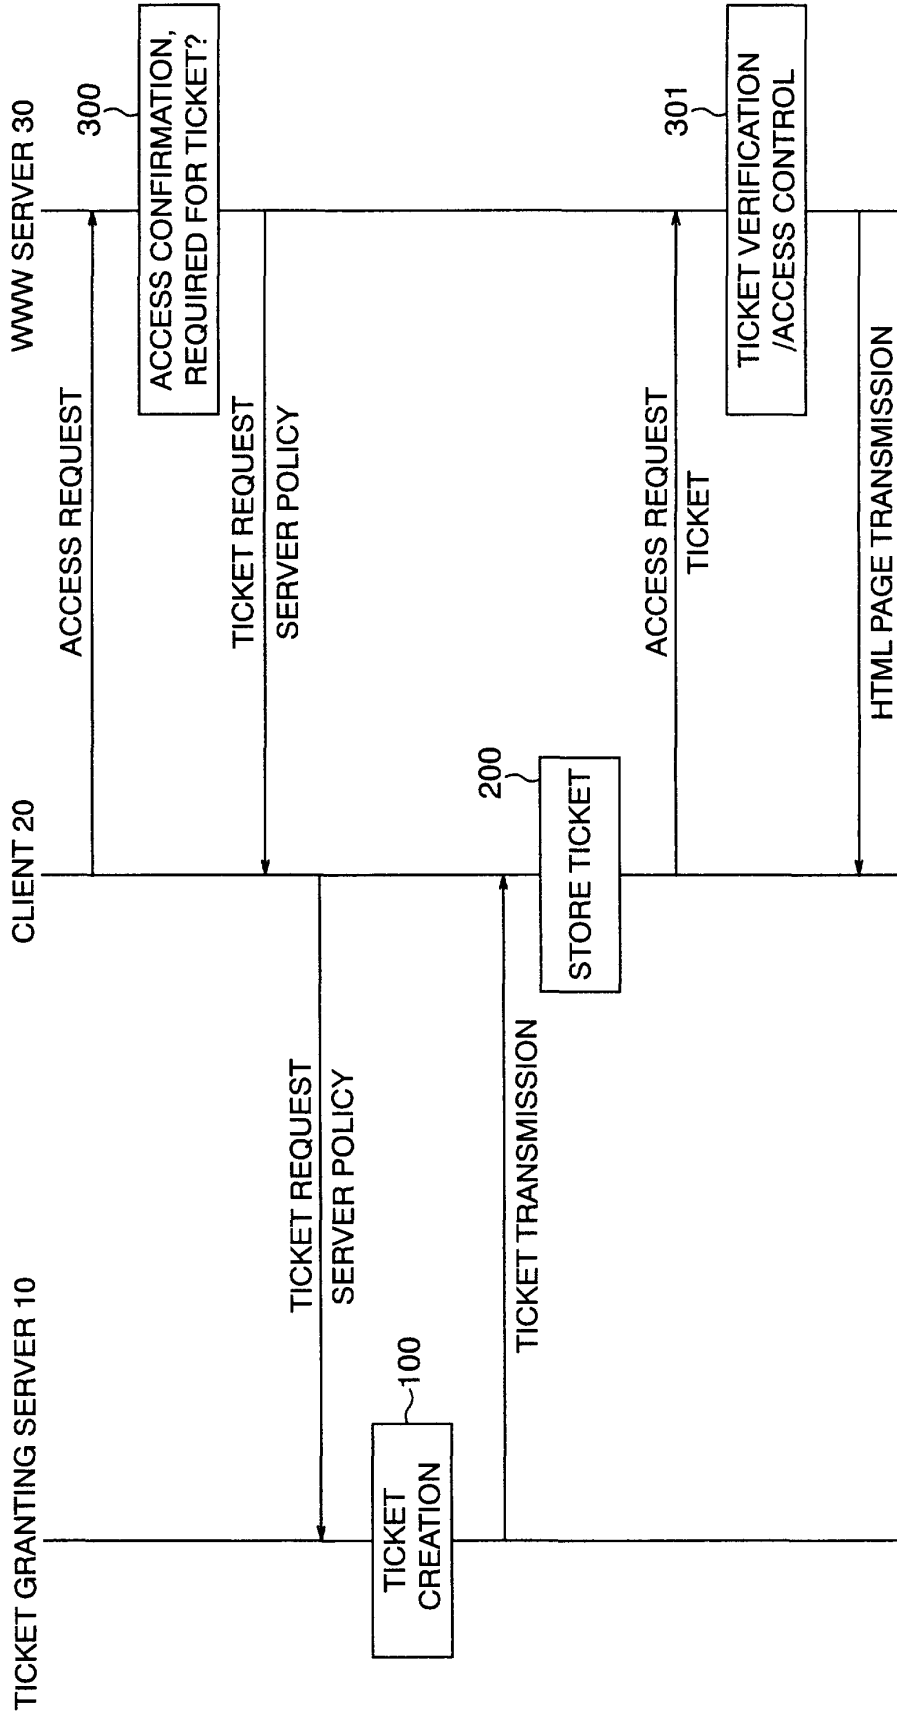 TICKET GRANTING SERVER 10
CLIENT 20
WWW SERVER 30
ACCESS REQUEST
300
ACCESS CONFIRMATION,
REQUIRED FOR TICKET?
TICKET REQUEST
SERVER POLICY
TICKET REQUEST
SERVER POLICY
100
TICKET
CREATION
TICKET TRANSMISSION
200
STORE TICKET
ACCESS REQUEST
TICKET
301
TICKET VERIFICATION
/ACCESS CONTROL
HTML PAGE TRANSMISSION